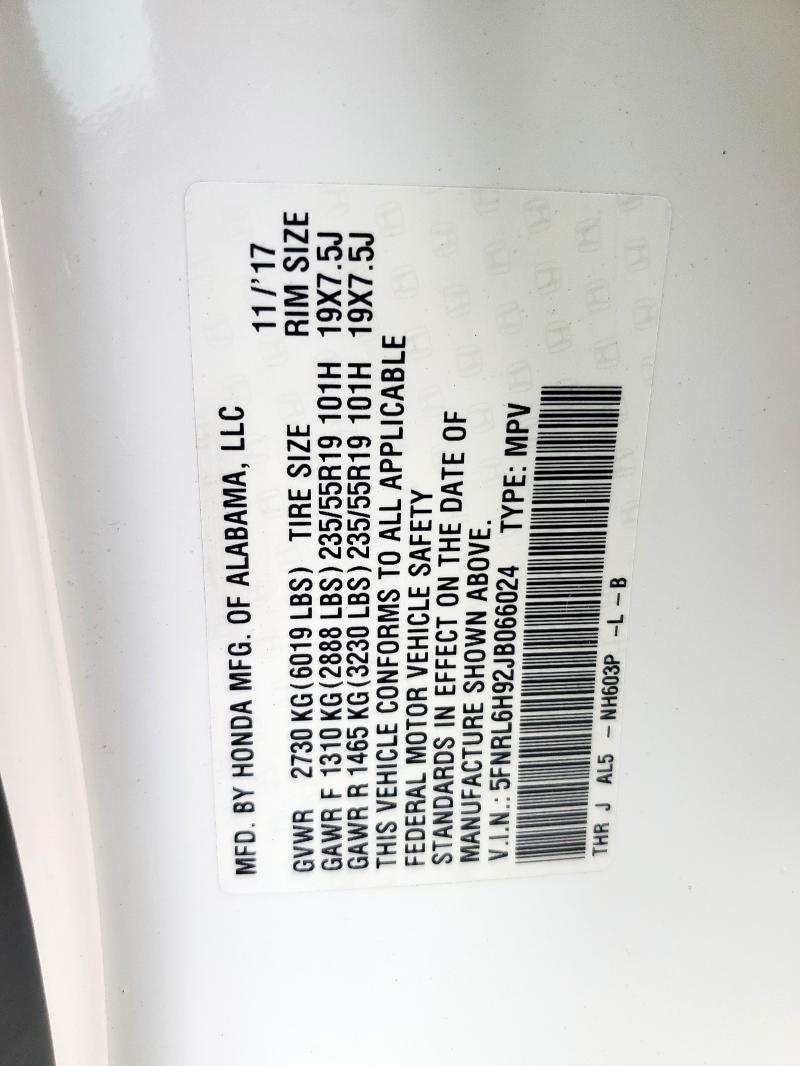 MFD. BY HONDA MFG. OF ALABAMA, LLC
11/'17
GVWR 2730 KG(6019 LBS) TIRE SIZE RIM SIZE
GAWR F 1310 KG(2888 LBS) 235/55R19 101H 19X7.5J
GAWR R 1465 KG(3230 LBS) 235/55R19 101H 19X7.5J
THIS VEHICLE CONFORMS TO ALL APPLICABLE
FEDERAL MOTOR VEHICLE SAFETY
STANDARDS IN EFFECT ON THE DATE OF
MANUFACTURE SHOWN ABOVE.
V.I.N.: 5FNRL6H92JB066024 TYPE: MPV
THR J AL5 - NH603P -L -B